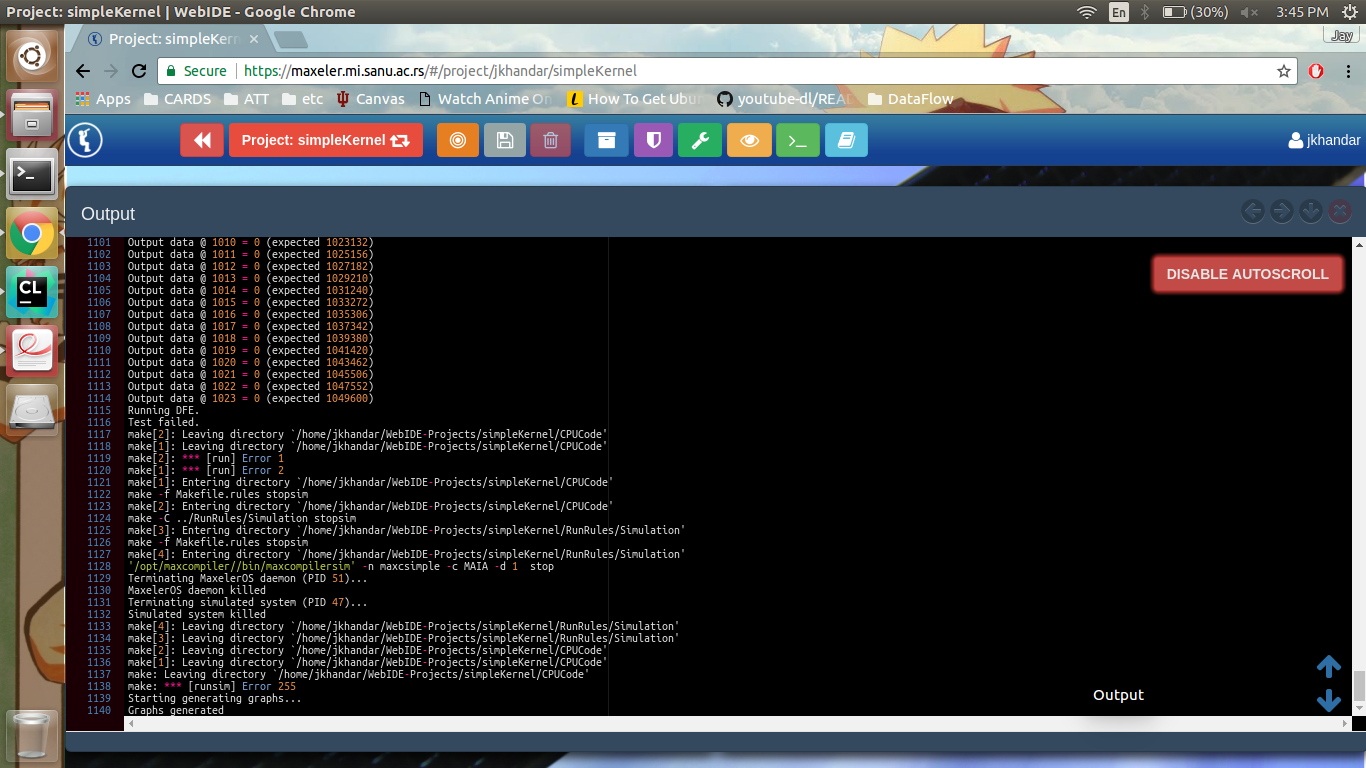 Project: simpleKernel | WebIDE - Google Chrome
En
(30%)
3:45 PM
Project: simpleKern
Jay
Secure
https://maxeler.mi.sanu.ac.rs/#/project/jkhandar/simpleKernel
Apps
CARDS
ATT
etc
Canvas
Watch Anime On
How To Get Ubun
youtube-dl/REAL
DataFlow
Project: simpleKernel
jkhandar
Output
DISABLE AUTOSCROLL
1101 Output data @ 1010 = 0 (expected 1023132)
1102 Output data @ 1011 = 0 (expected 1025156)
1103 Output data @ 1012 = 0 (expected 1027182)
1104 Output data @ 1013 = 0 (expected 1029210)
1105 Output data @ 1014 = 0 (expected 1031240)
1106 Output data @ 1015 = 0 (expected 1033272)
1107 Output data @ 1016 = 0 (expected 1035306)
1108 Output data @ 1017 = 0 (expected 1037342)
1109 Output data @ 1018 = 0 (expected 1039380)
1110 Output data @ 1019 = 0 (expected 1041420)
1111 Output data @ 1020 = 0 (expected 1043462)
1112 Output data @ 1021 = 0 (expected 1045506)
1113 Output data @ 1022 = 0 (expected 1047552)
1114 Output data @ 1023 = 0 (expected 1049600)
1115 Running DFE.
1116 Test failed.
1117 make[2]: Leaving directory `/home/jkhandar/WebIDE-Projects/simpleKernel/CPUCode'
1118 make[1]: Leaving directory `/home/jkhandar/WebIDE-Projects/simpleKernel/CPUCode'
1119 make[2]: *** [run] Error 1
1120 make[1]: *** [run] Error 2
1121 make[1]: Entering directory `/home/jkhandar/WebIDE-Projects/simpleKernel/CPUCode'
1122 make -f Makefile.rules stopsim
1123 make[2]: Entering directory `/home/jkhandar/WebIDE-Projects/simpleKernel/CPUCode'
1124 make -C ../RunRules/Simulation stopsim
1125 make[3]: Entering directory `/home/jkhandar/WebIDE-Projects/simpleKernel/RunRules/Simulation'
1126 make -f Makefile.rules stopsim
1127 make[4]: Entering directory `/home/jkhandar/WebIDE-Projects/simpleKernel/RunRules/Simulation'
1128 '/opt/maxcompiler//bin/maxcompilersim' -n maxcsimple -c MAIA -d 1  stop
1129 Terminating MaxelerOS daemon (PID 51)...
1130 MaxelerOS daemon killed
1131 Terminating simulated system (PID 47)...
1132 Simulated system killed
1133 make[4]: Leaving directory `/home/jkhandar/WebIDE-Projects/simpleKernel/RunRules/Simulation'
1134 make[3]: Leaving directory `/home/jkhandar/WebIDE-Projects/simpleKernel/RunRules/Simulation'
1135 make[2]: Leaving directory `/home/jkhandar/WebIDE-Projects/simpleKernel/CPUCode'
1136 make[1]: Leaving directory `/home/jkhandar/WebIDE-Projects/simpleKernel/CPUCode'
1137 make: Leaving directory `/home/jkhandar/WebIDE-Projects/simpleKernel/CPUCode'
1138 make: *** [runsim] Error 255
1139 Starting generating graphs...
1140 Graphs generated
Output
CL